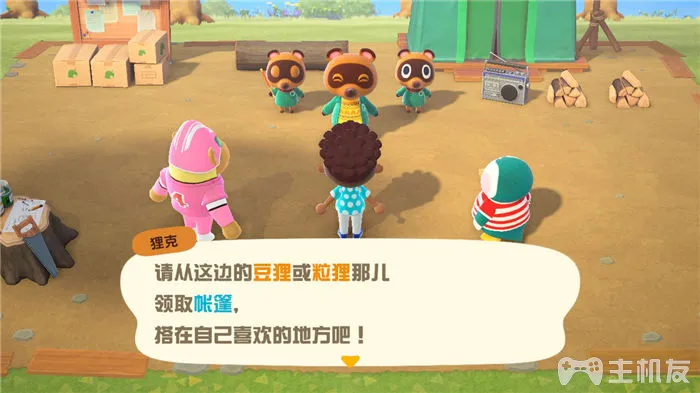 狸克
请从这边的豆狸或粒狸那儿
领取帐篷，
搭在自己喜欢的地方吧！
主机友